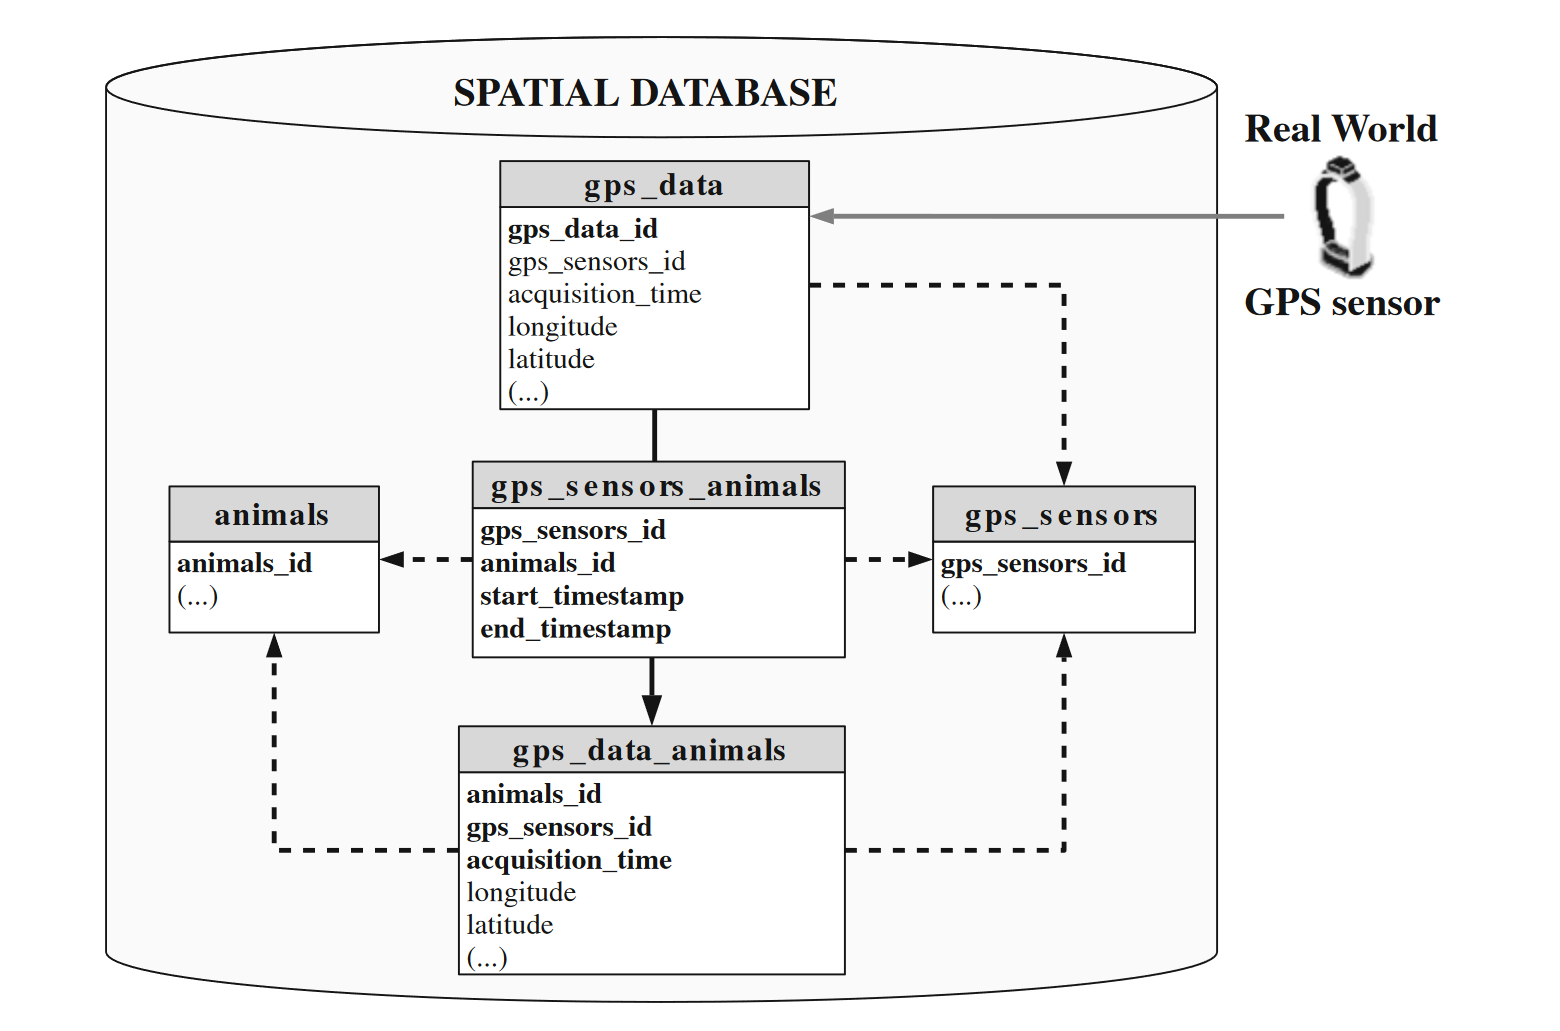 SPATIAL DATABASE
Real World
GPS sensor
gps_data
gps_data_id
gps_sensors_id
acquisition_time
longitude
latitude
(...)
animals
animals_id
(...)
gps_sensors_animals
gps_sensors_id
animals_id
start_timestamp
end_timestamp
gps_sensors
gps_sensors_id
(...)
gps_data_animals
animals_id
gps_sensors_id
acquisition_time
longitude
latitude
(...)